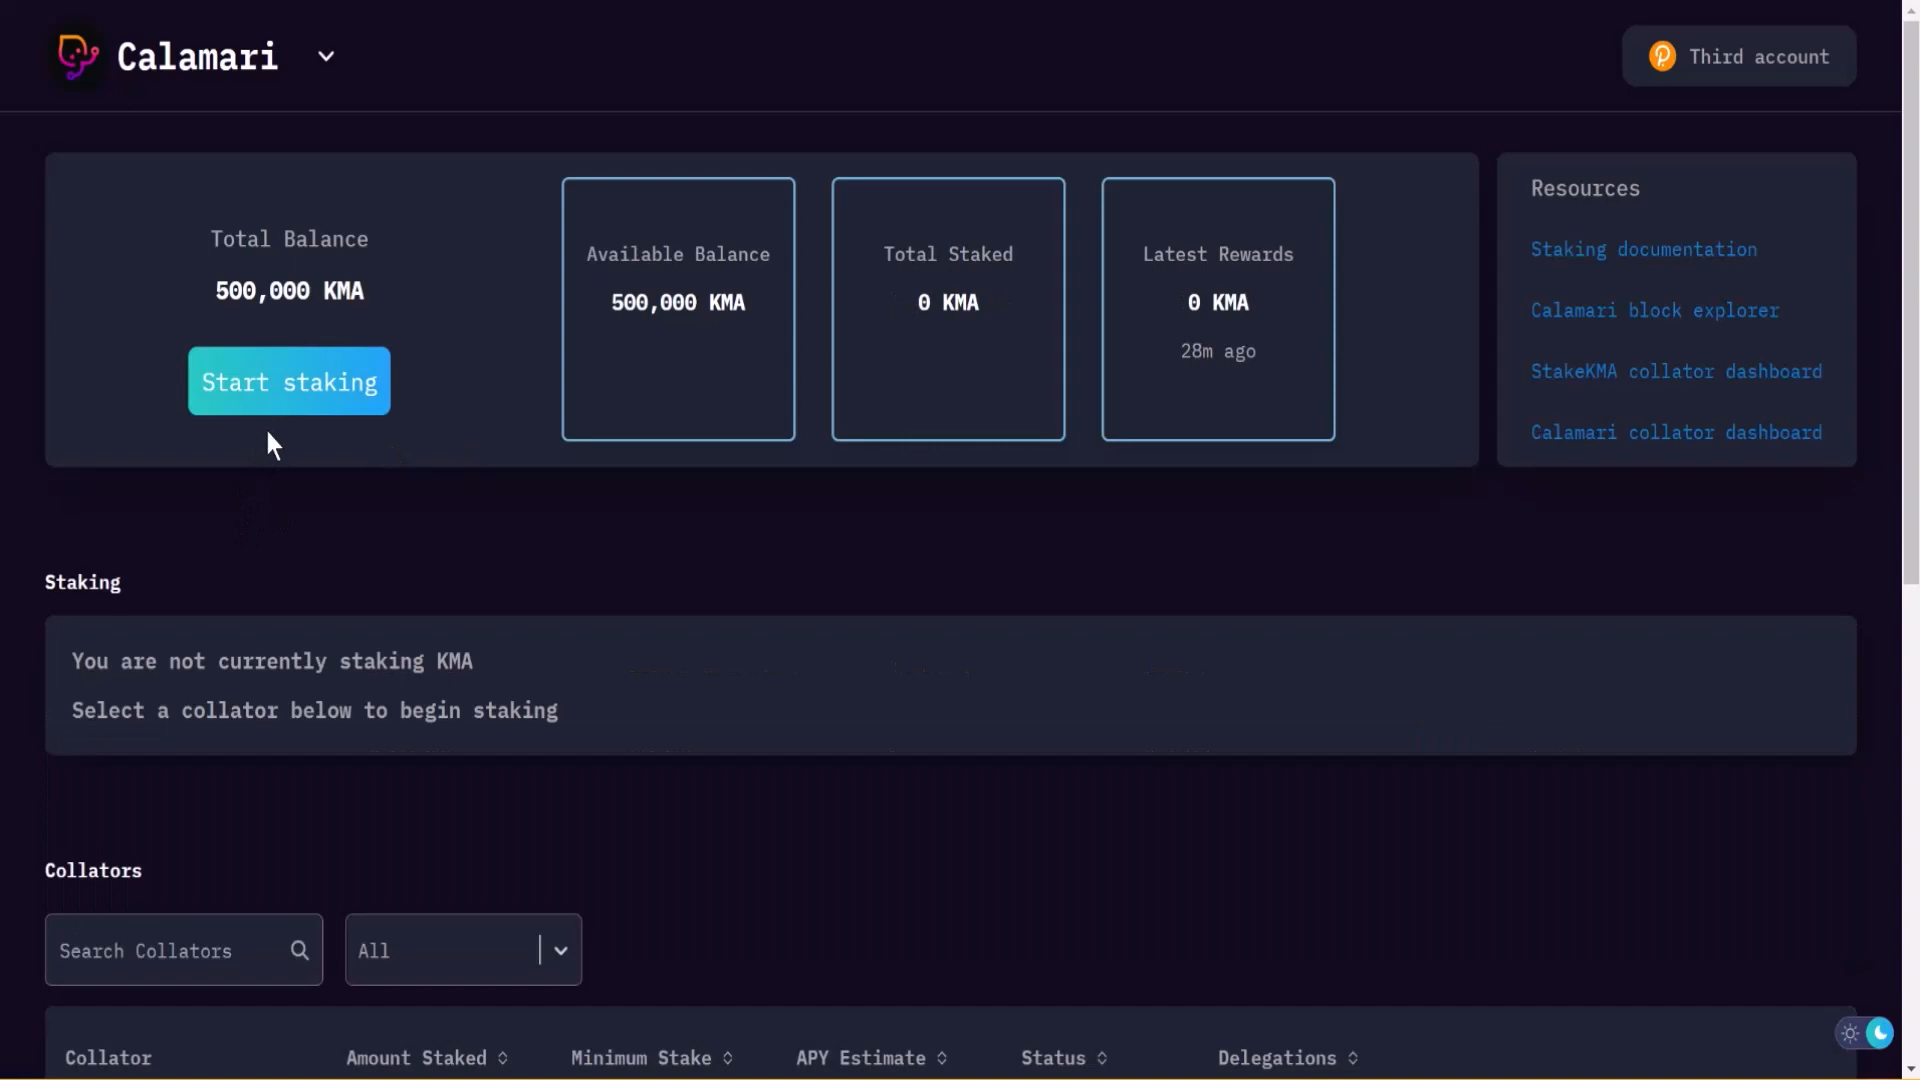 Calamari
Third account
Total Balance
500,000 KMA
Start staking
Available Balance
500,000 KMA
Total Staked
0 KMA
Latest Rewards
0 KMA
28m ago
Resources
Staking documentation
Calamari block explorer
StakeKMA collator dashboard
Calamari collator dashboard
Staking
You are not currently staking KMA
Select a collator below to begin staking
Collators
Search Collators
All
Collator Amount Staked Minimum Stake APY Estimate Status Delegations